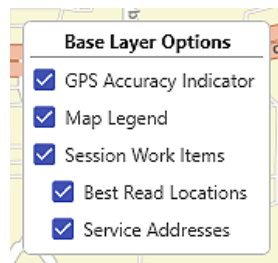 Base Layer Options
GPS Accuracy Indicator
Map Legend
Session Work Items
Best Read Locations
Service Addresses